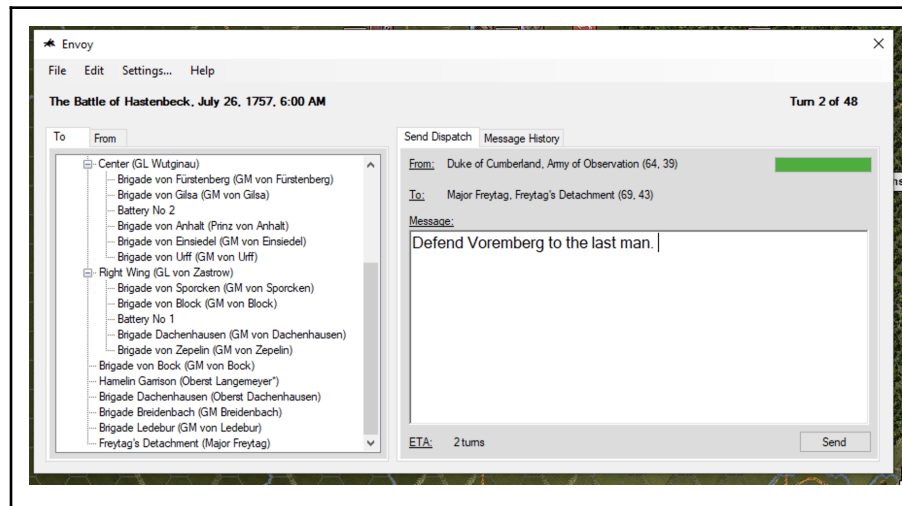 Envoy
File Edit Settings... Help
The Battle of Hastenbeck, July 26, 1757, 6:00 AM
Turn 2 of 48
To From
Center (GL Wutginau)
Brigade von Fürstenberg (GM von Fürstenberg)
Brigade von Gilsa (GM von Gilsa)
Battery No 2
Brigade von Anhalt (Prinz von Anhalt)
Brigade von Einsiedel (GM von Einsiedel)
Brigade von Urff (GM von Urff)
Right Wing (GL von Zastrow)
Brigade von Sporcken (GM von Sporcken)
Brigade von Block (GM von Block)
Battery No 1
Brigade Dachenhausen (GM von Dachenhausen)
Brigade von Zepelin (GM von Zepelin)
Brigade von Bock (GM von Bock)
Hamelin Garrison (Oberst Langemeyer*)
Brigade Dachenhausen (Oberst Dachenhausen)
Brigade Breidenbach (GM Breidenbach)
Brigade Ledebur (GM von Ledebur)
Freytag's Detachment (Major Freytag)
Send Dispatch Message History
From: Duke of Cumberland, Army of Observation (64, 39)
To: Major Freytag, Freytag's Detachment (69, 43)
Message:
Defend Voremberg to the last man.
ETA: 2 turns
Send